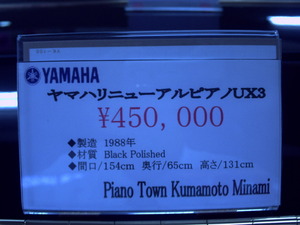 YAMAHA
ヤマハリニューアルピアノUX3
¥450,000
◆製造 1988年
◆材質 Black Polished
◆間口/154cm 奥行/65cm 高さ/131cm
Piano Town Kumamoto Minami